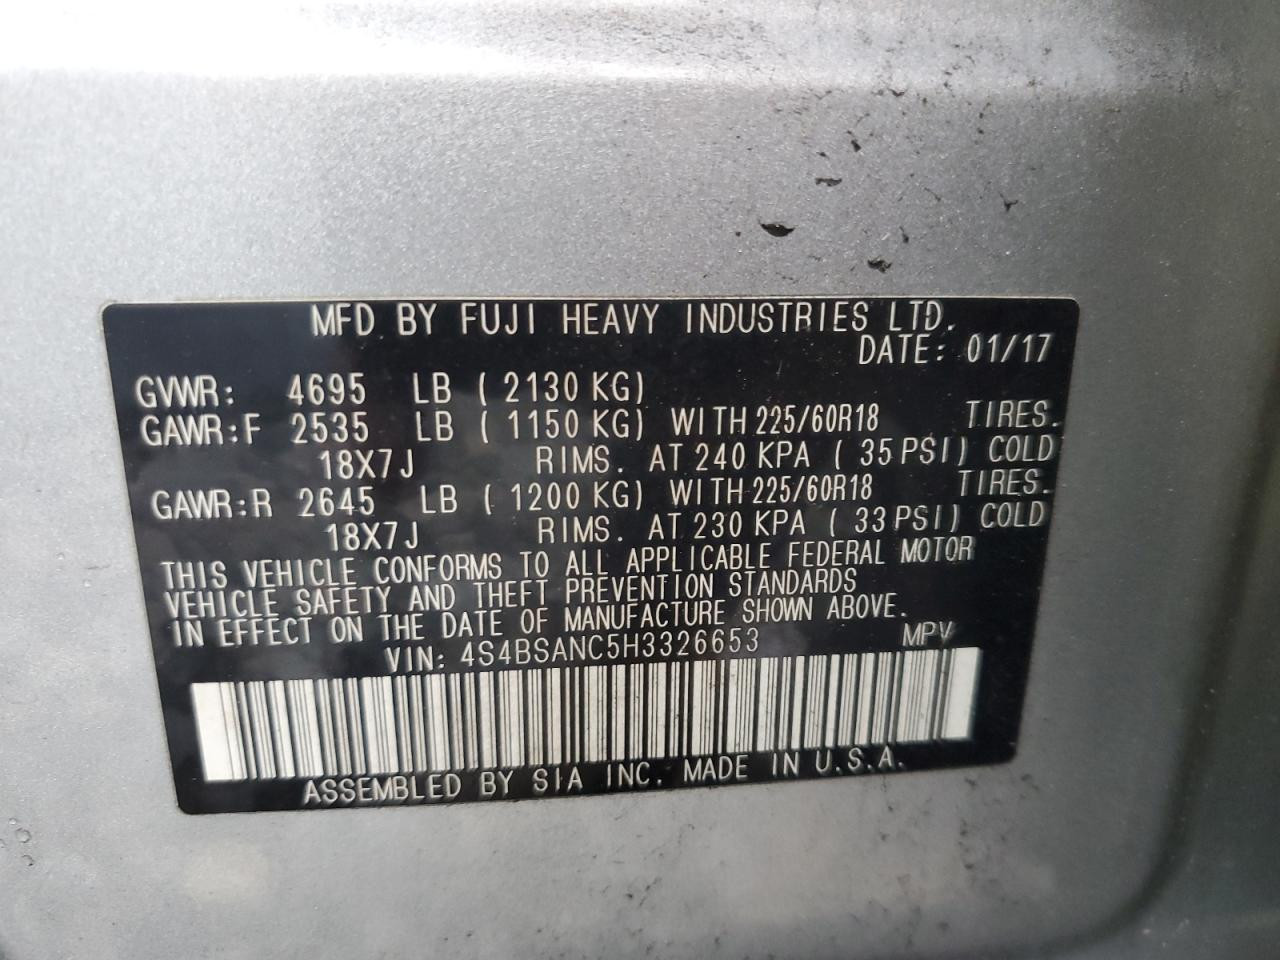 MFD. BY FUJI HEAVY INDUSTRIES LTD.
DATE: 01/17
GVWR: 4695 LB ( 2130 KG)
GAWR:F 2535 LB ( 1150 KG) WITH 225/60R18 TIRES.
18X7J RIMS. AT 240 KPA ( 35 PSI) COLD
GAWR:R 2645 LB ( 1200 KG) WITH 225/60R18 TIRES.
18X7J RIMS. AT 230 KPA ( 33 PSI) COLD
THIS VEHICLE CONFORMS TO ALL APPLICABLE FEDERAL MOTOR
VEHICLE SAFETY AND THEFT PREVENTION STANDARDS
IN EFFECT ON THE DATE OF MANUFACTURE SHOWN ABOVE.
VIN: 4S4BSANC5H3326653 MPV
ASSEMBLED BY SIA INC. MADE IN U.S.A.